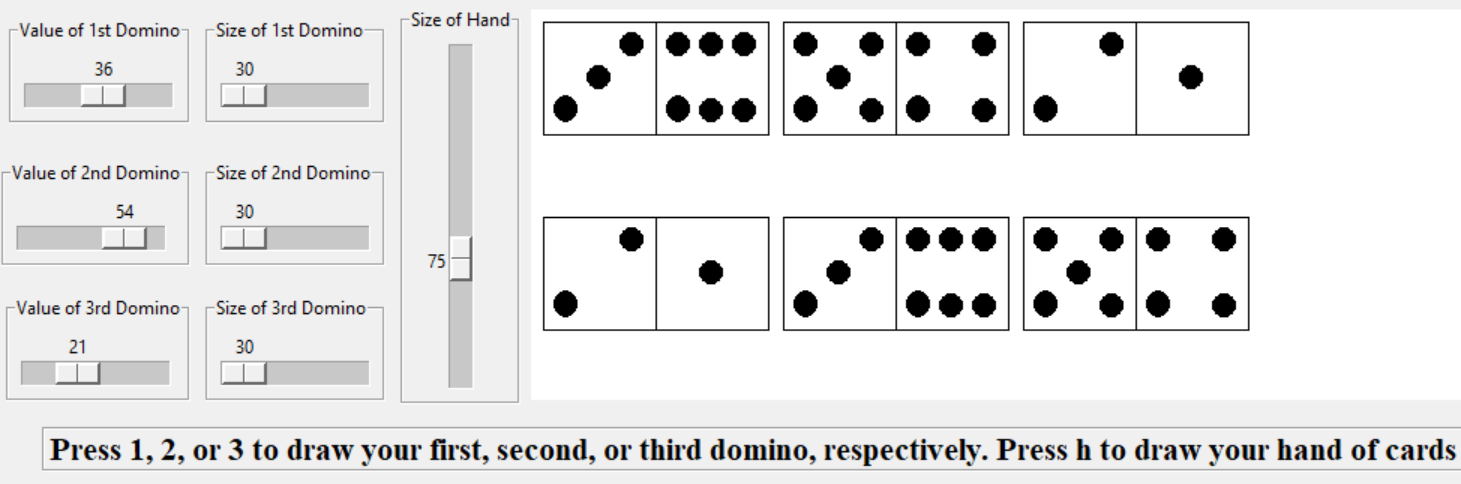 Value of 1st Domino
36
Size of 1st Domino
30
Size of Hand
75
Value of 2nd Domino
54
Size of 2nd Domino
30
Value of 3rd Domino
21
Size of 3rd Domino
30
Press 1, 2, or 3 to draw your first, second, or third domino, respectively. Press h to draw your hand of cards